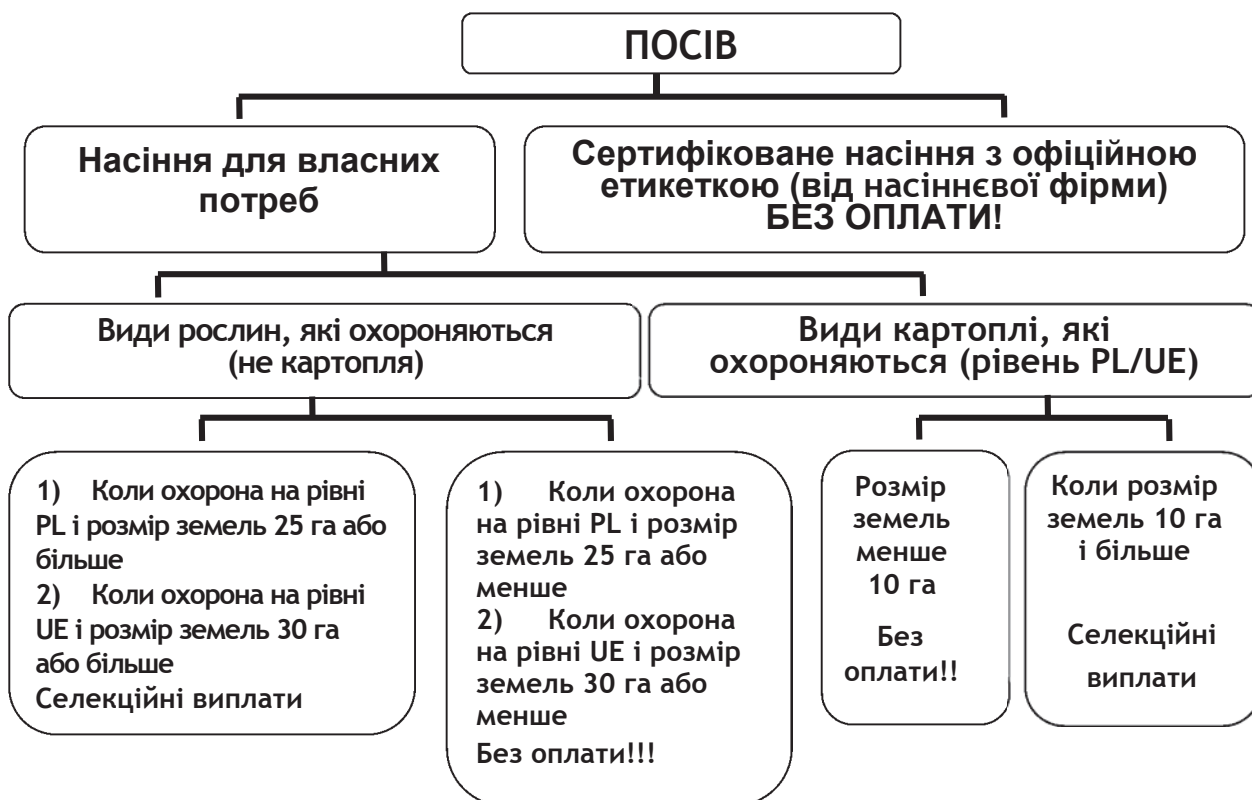 ПОСІВ
Насіння для власних
потреб
Сертифіковане насіння з офіційною
етикеткою (від насіннєвої фірми)
БЕЗ ОПЛАТИ!
Види рослин, які охороняються
(не картопля)
Види картоплі, які
охороняються (рівень PL/UE)
1) Коли охорона на рівні
PL і розмір земель 25 га або
більше
2) Коли охорона на рівні
UE і розмір земель 30 га
або більше
Селекційні виплати
1) Коли охорона
на рівні PL і розмір
земель 25 га або
менше
2) Коли охорона
на рівні UE і розмір
земель 30 га або
менше
Без оплати!!!
Розмір
земель
менше
10 га
Без
оплати!!
Коли розмір
земель 10 га
і більше
Селекційні
виплати